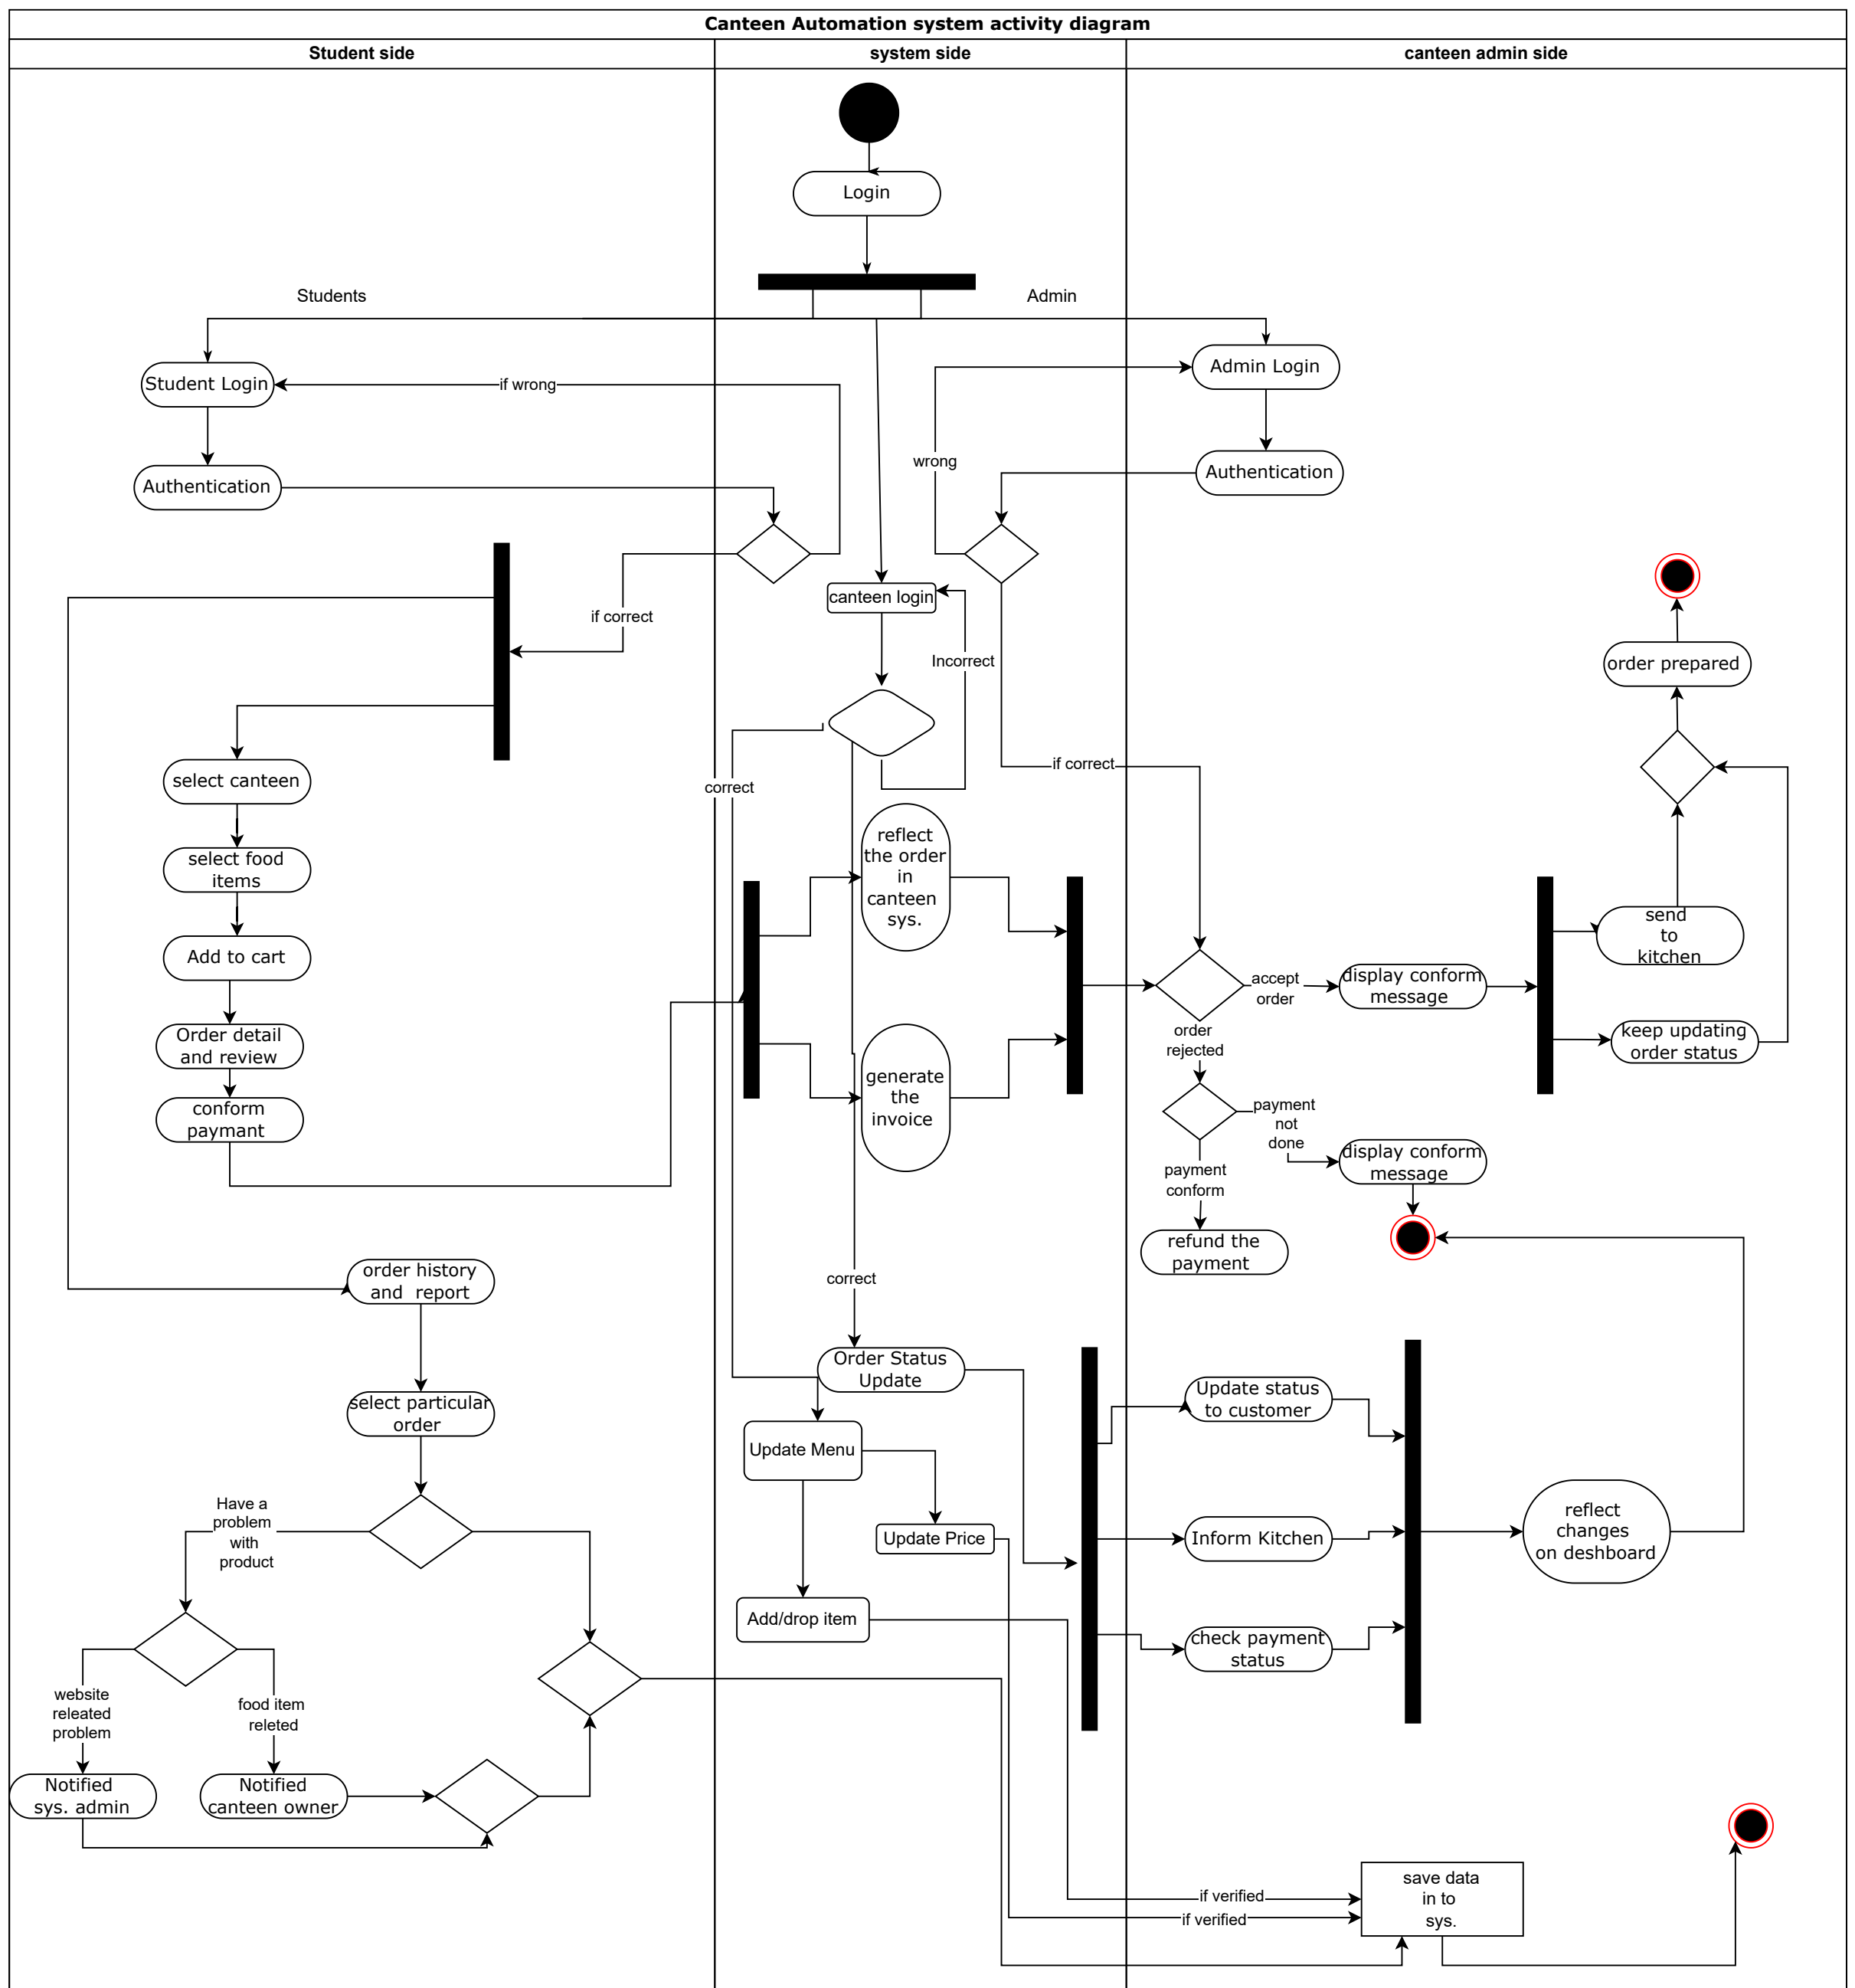 Canteen Automation system activity diagram
Student side
system side
canteen admin side
Login
Students
Admin
Student Login
if wrong
Admin Login
wrong
Authentication
Authentication
if correct
canteen login
Incorrect
order prepared
select canteen
correct
if correct
select food
items
reflect
the order
in
canteen
sys.
Add to cart
send
to
kitchen
accept
order
display conform
message
Order detail
and review
order
rejected
keep updating
order status
conform
paymant
generate
the
invoice
payment
not
done
display conform
message
payment
conform
refund the
payment
order history
and  report
correct
Order Status
Update
select particular
order
Update status
to customer
Update Menu
Have a
problem
with
product
Update Price
Inform Kitchen
reflect
changes
on deshboard
Add/drop item
check payment
status
website
releated
problem
food item
releted
Notified
sys. admin
Notified
canteen owner
save data
in to
sys.
if verified
if verified